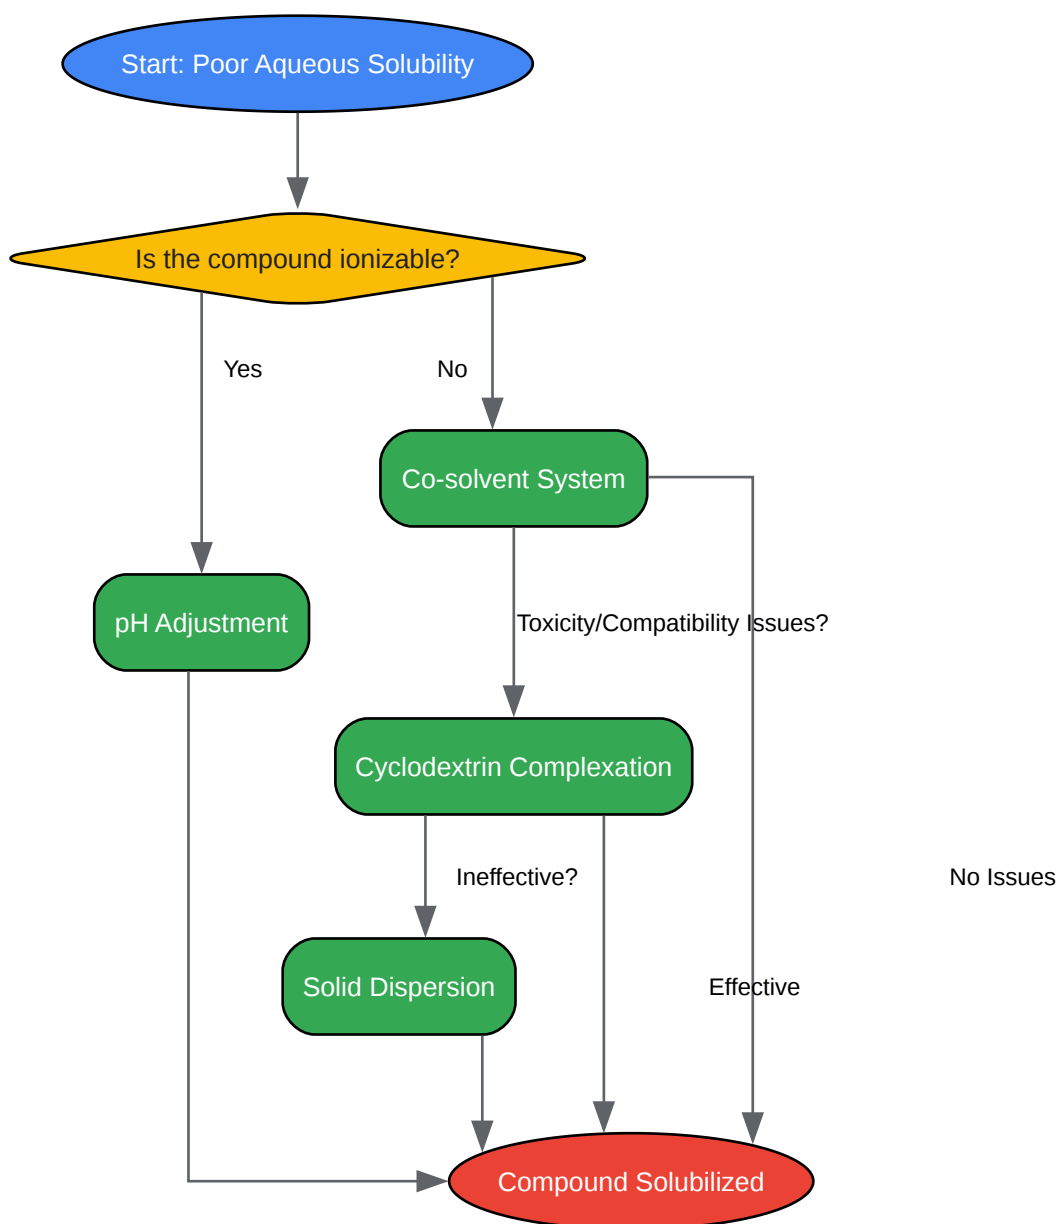 Start: Poor Aqueous Solubility
Is the compound ionizable?
Yes
No
Co-solvent System
pH Adjustment
Toxicity/Compatibility Issues?
Cyclodextrin Complexation
Ineffective?
No Issues
Solid Dispersion
Effective
Compound Solubilized